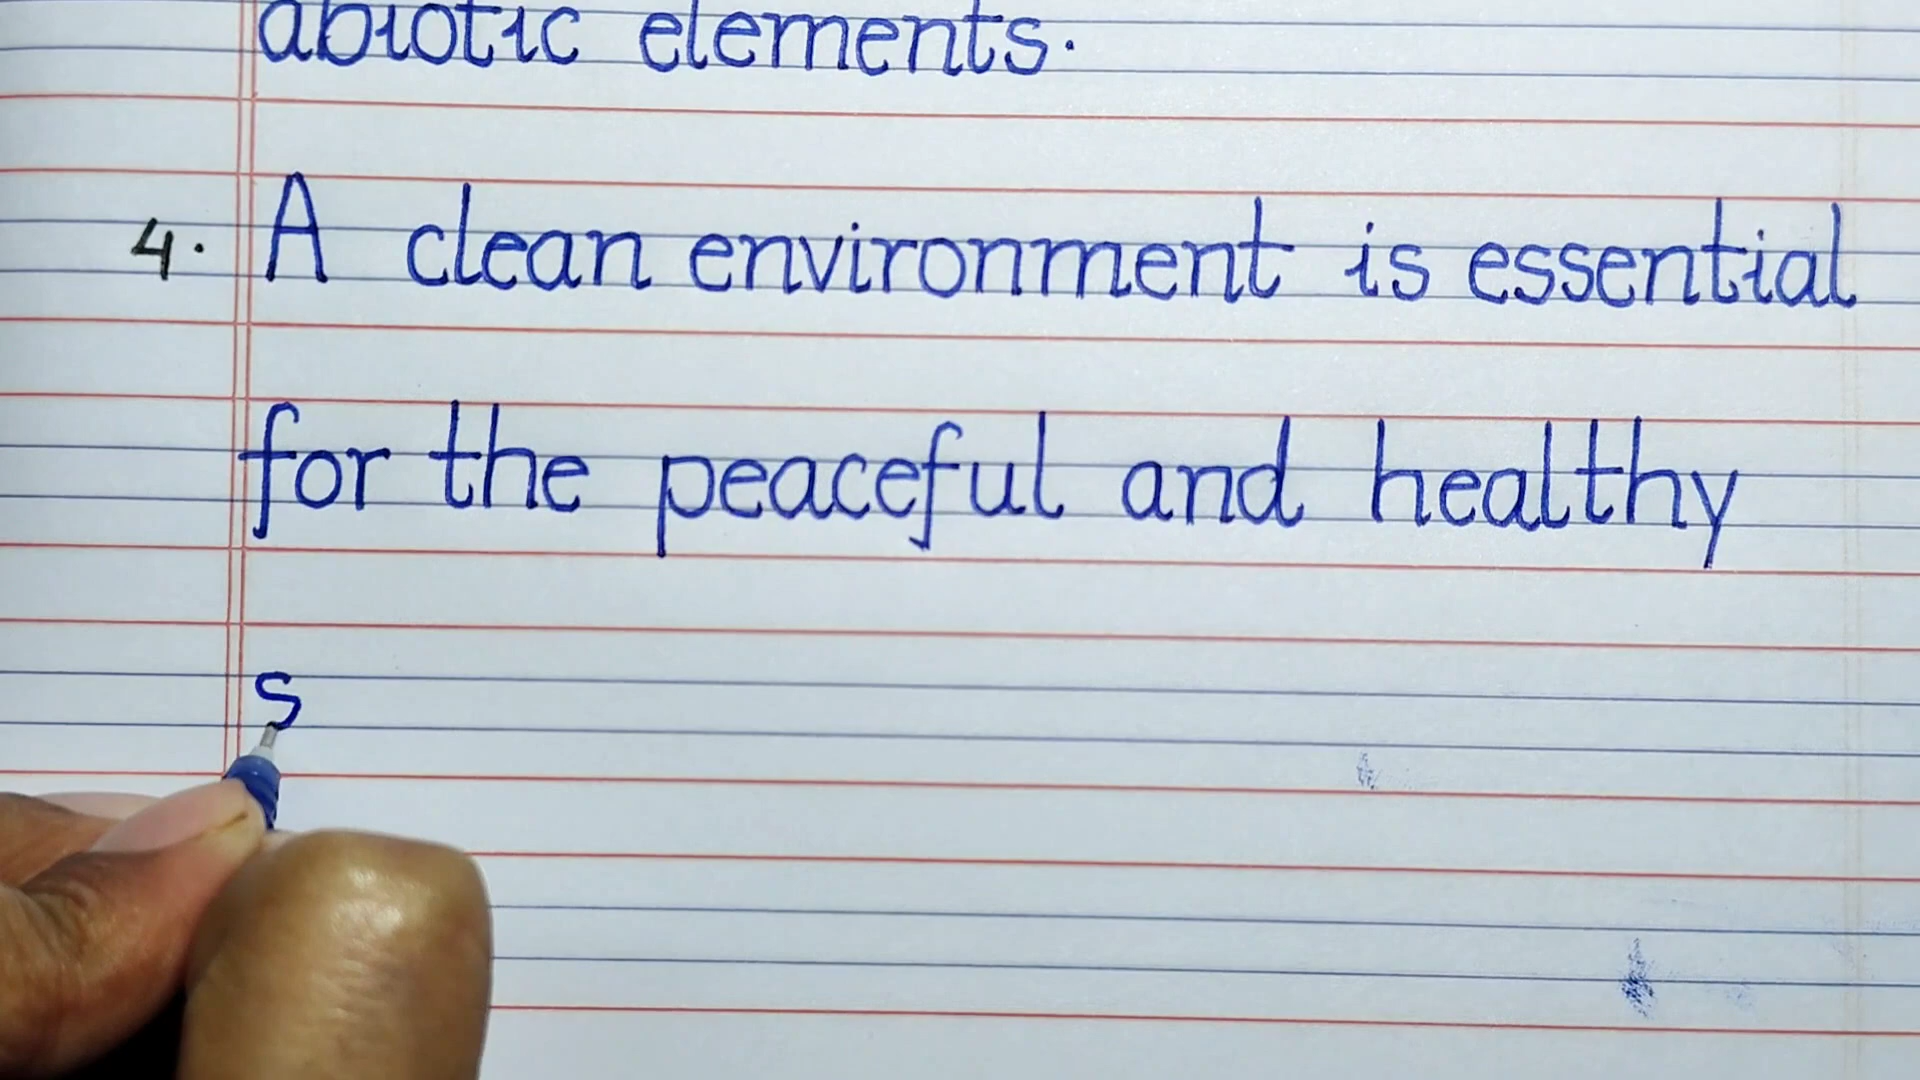 abiotic elements.
4. A clean environment is essential
for the peaceful and healthy
s